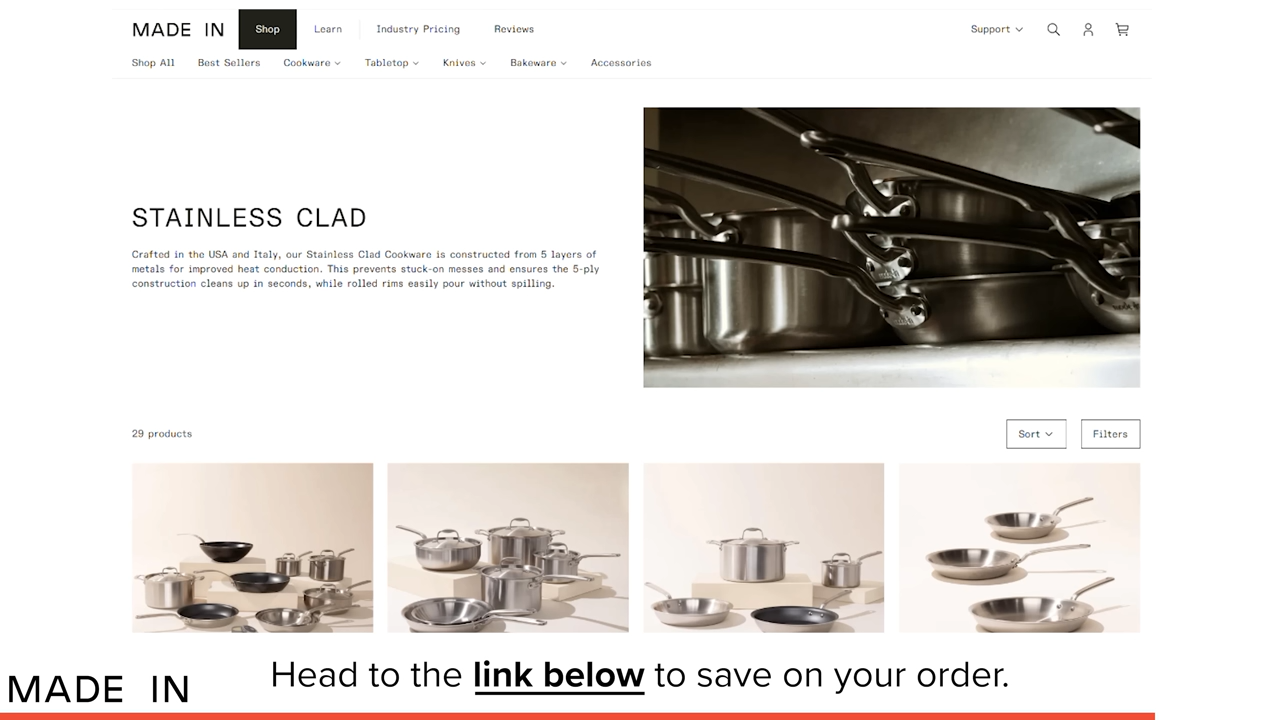 MADE IN
Shop
Learn
Industry Pricing
Reviews
Support
Shop All
Best Sellers
Cookware
Tabletop
Knives
Bakeware
Accessories
STAINLESS CLAD
Crafted in the USA and Italy, our Stainless Clad Cookware is constructed from 5 layers of
metals for improved heat conduction. This prevents stuck-on messes and ensures the 5-ply
construction cleans up in seconds, while rolled rims easily pour without spilling.
29 products
Sort
Filters
Head to the link below to save on your order.
MADE IN